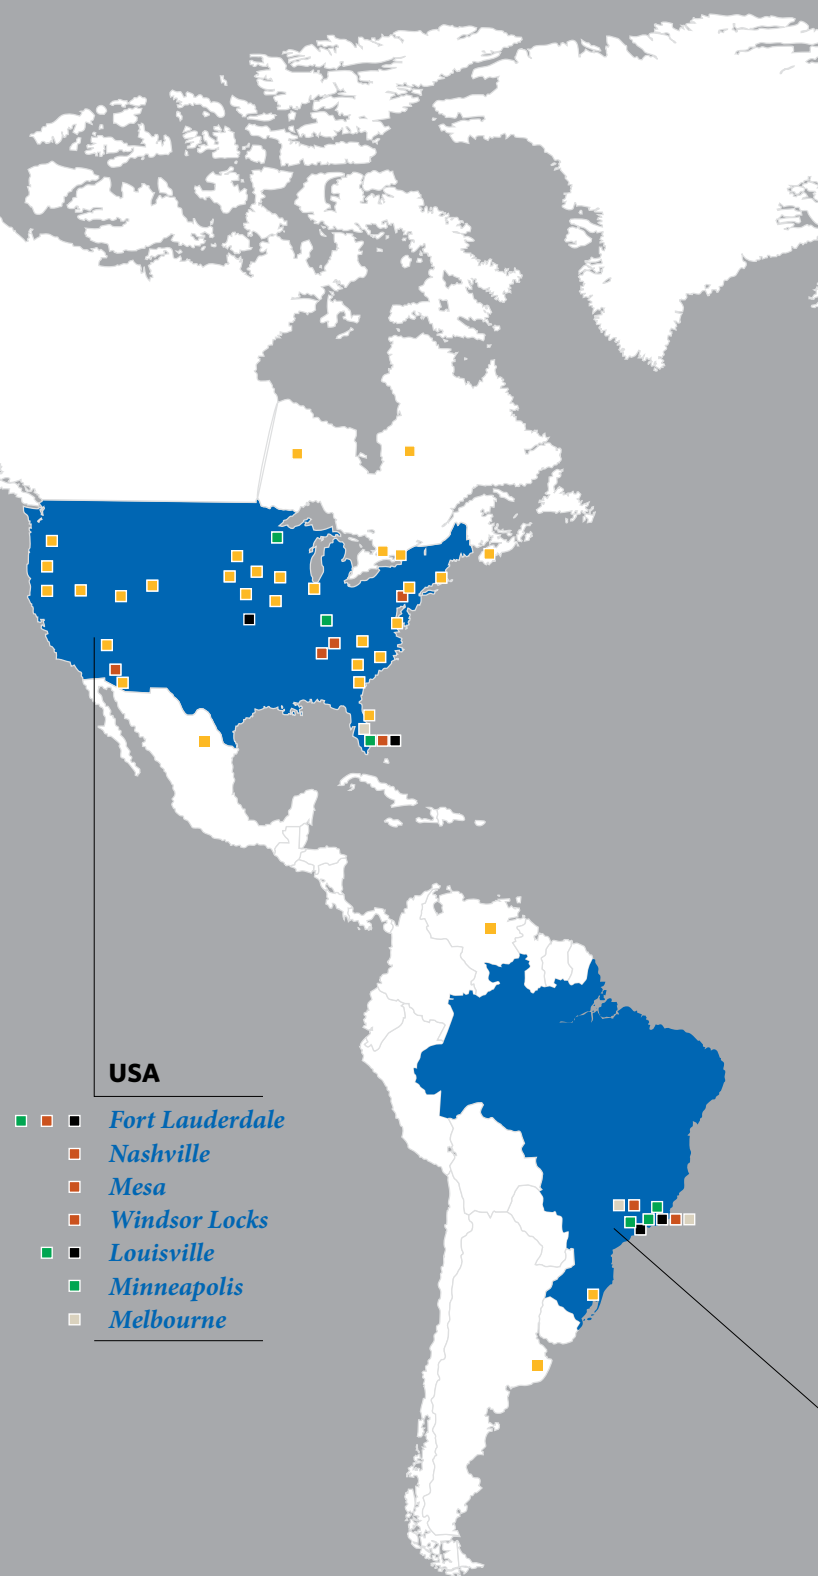 USA
Fort Lauderdale
Nashville
Mesa
Windsor Locks
Louisville
Minneapolis
Melbourne